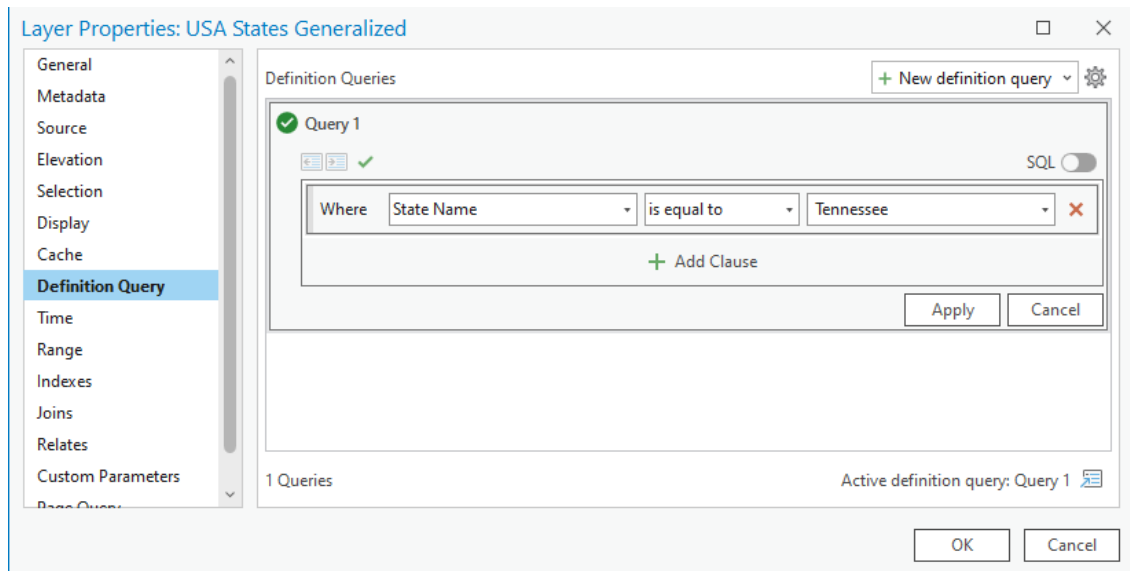 Layer Properties: USA States Generalized
General
Metadata
Source
Elevation
Selection
Display
Cache
Definition Query
Time
Range
Indexes
Joins
Relates
Custom Parameters
Page Query
Definition Queries
New definition query
Query 1
SQL
Where State Name is equal to Tennessee
Add Clause
Apply Cancel
1 Queries Active definition query: Query 1
OK Cancel